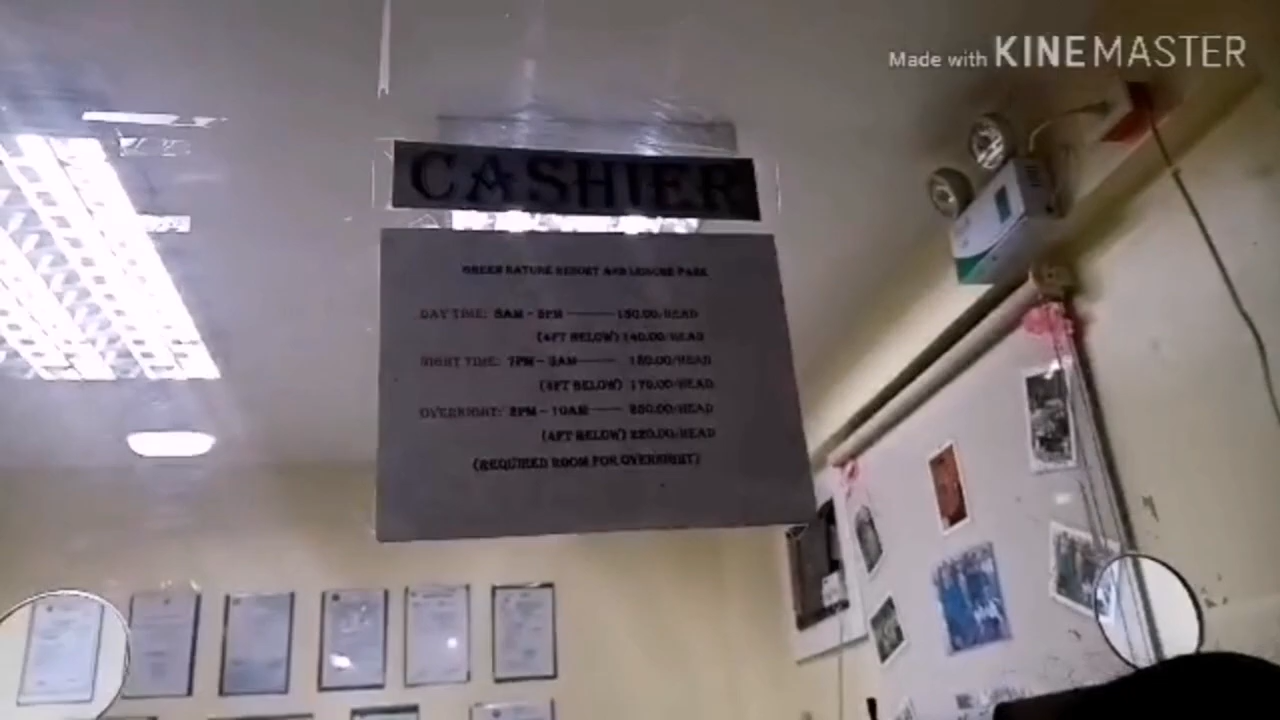 Made with KINEMASTER
CASHIER
GREEN NATURE RESORT AND LEISURE PARK
DAY TIME: 8AM - 5PM 150.00/HEAD
(4FT BELOW) 140.00/HEAD
NIGHT TIME: 7PM - 180.00/HEAD
(4FT BELOW) 170.00/HEAD
OVERNIGHT: 2PM - 10AM 250.00/HEAD
(4FT BELOW) 220.00/HEAD
(REQUIRED ROOM FOR OVERNIGHT)